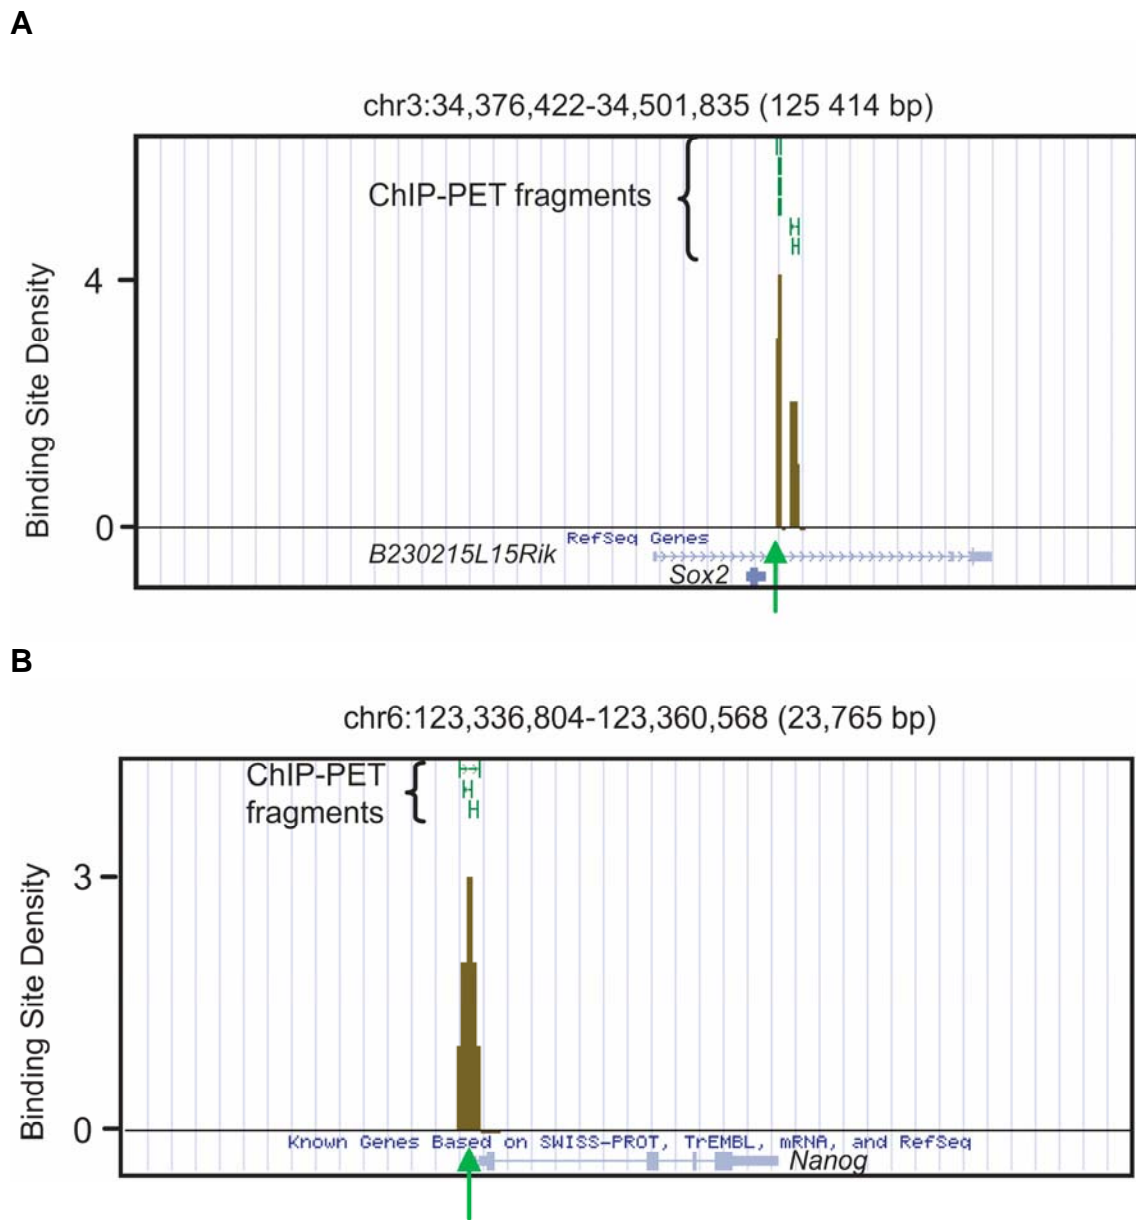 A
chr3:34,376,422-34,501,835 (125 414 bp)
ChIP-PET fragments
4
Binding Site Density
0
RefSeq Genes
B230215L15Rik
Sox2
B
chr6:123,336,804-123,360,568 (23,765 bp)
ChIP-PET
fragments
3
Binding Site Density
0
Known Genes Based on SWISS-PROT, TrEMBL, mRNA, and RefSeq
Nanog